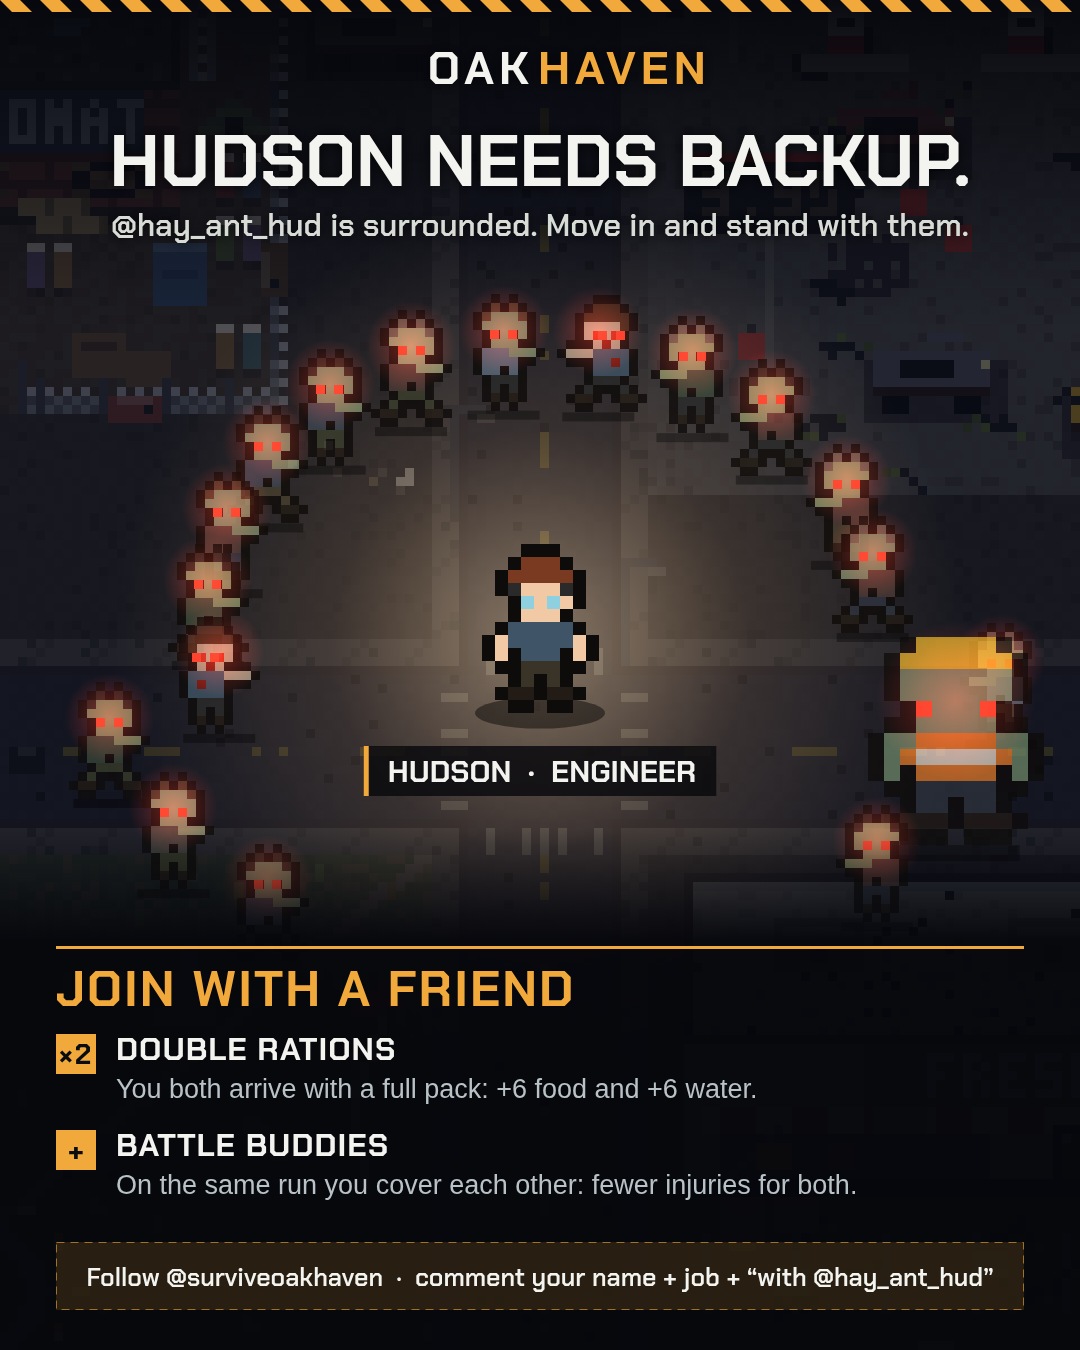 OAKHAVEN
HUDSON NEEDS BACKUP.
@hay_ant_hud is surrounded. Move in and stand with them.
HUDSON · ENGINEER
JOIN WITH A FRIEND
×2 DOUBLE RATIONS
You both arrive with a full pack: +6 food and +6 water.
+ BATTLE BUDDIES
On the same run you cover each other: fewer injuries for both.
Follow @surviveoakhaven · comment your name + job + “with @hay_ant_hud”